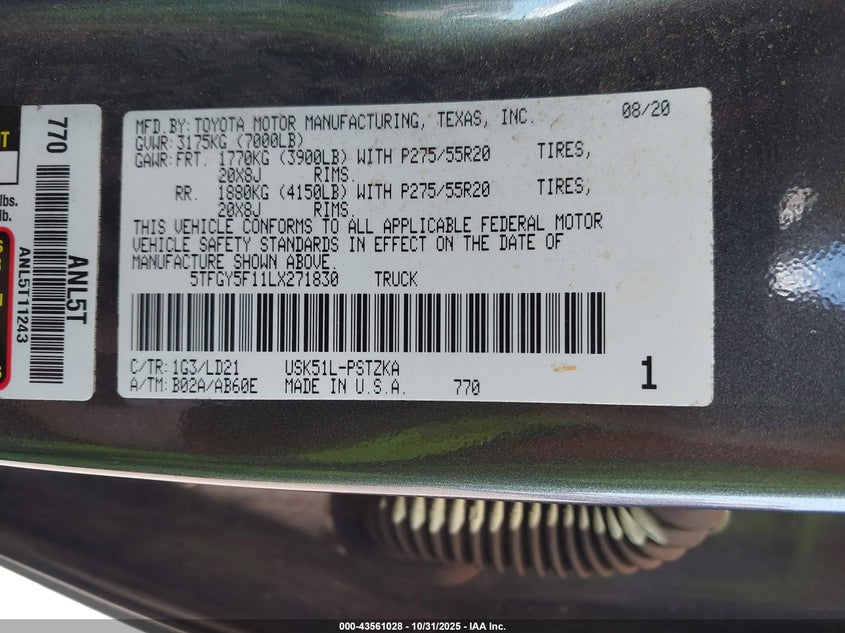 MFD.BY:TOYOTA MOTOR MANUFACTURING, TEXAS, INC. 08/20
GVWR:3175KG (7000LB)
GAWR:FRT. 1770KG (3900LB) WITH P275/55R20 TIRES,
20X8J RIMS.
RR. 1880KG (4150LB) WITH P275/55R20 TIRES,
20X8J RIMS.
THIS VEHICLE CONFORMS TO ALL APPLICABLE FEDERAL MOTOR
VEHICLE SAFETY STANDARDS IN EFFECT ON THE DATE OF
MANUFACTURE SHOWN ABOVE.
5TFGY5F11LX271830 TRUCK
C/TR:1G3/LD21 USK51L-PSTZKA
A/TM:B02A/AB60E MADE IN U.S.A. 770 1
770
ANL5T
ANL5T11243
lbs.
lb.
000-43561028 - 10/31/2025 - IAA Inc.